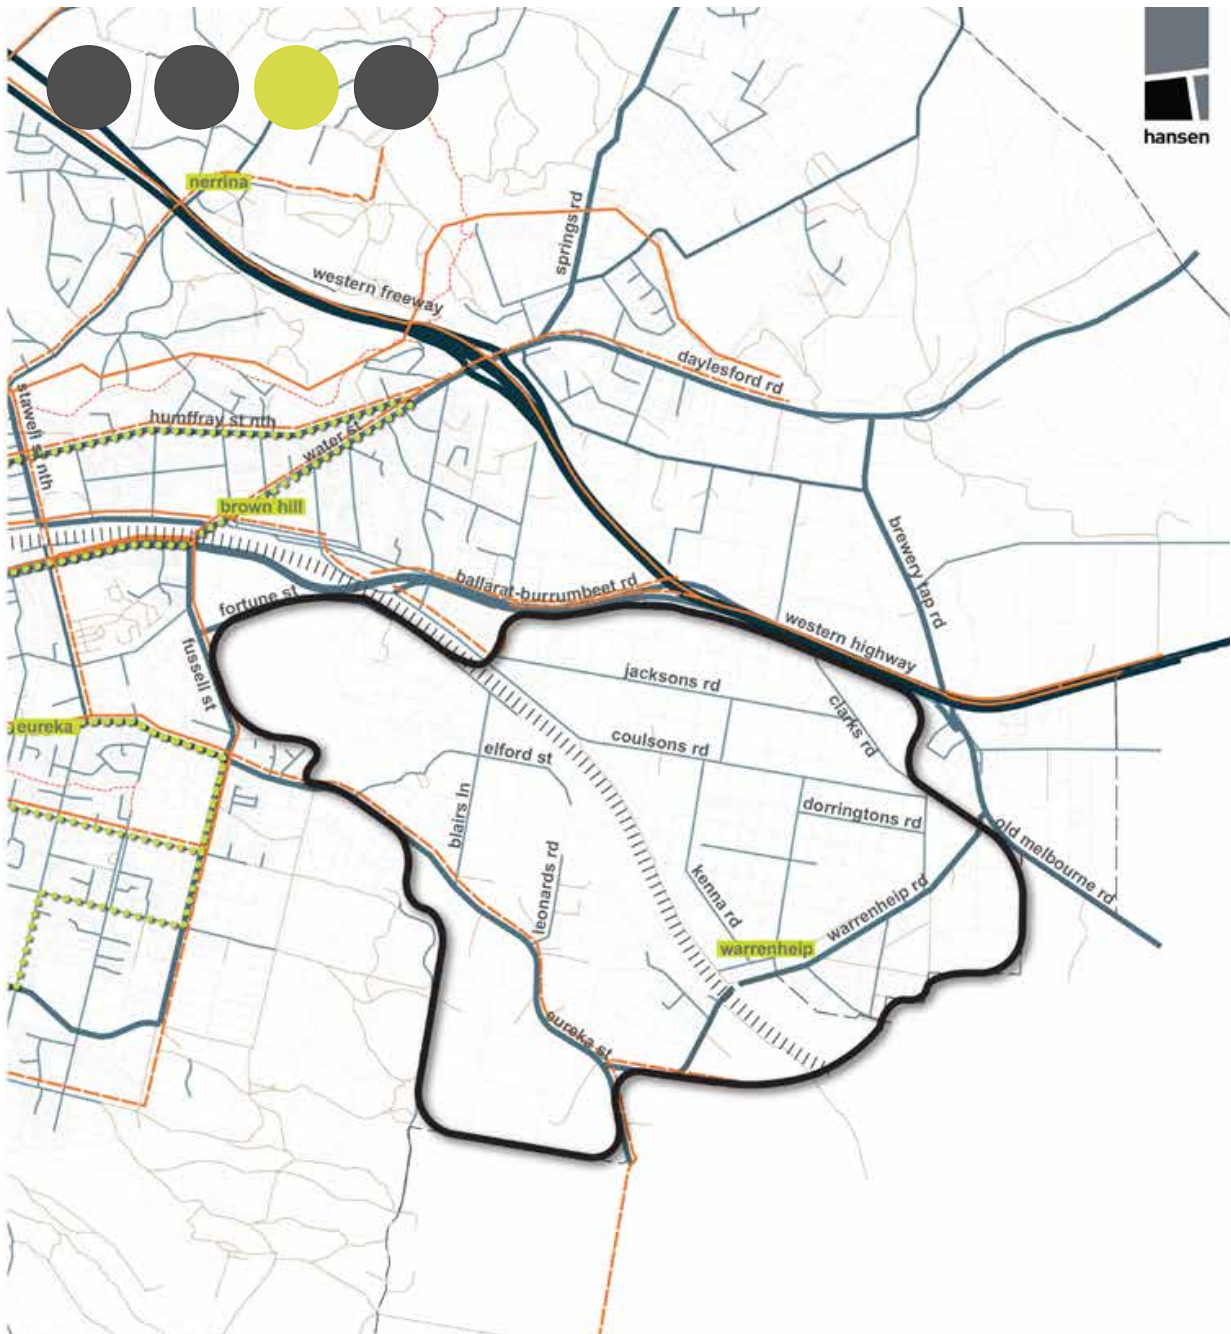 hansen
nerrina
springs rd
western freeway
daylesford rd
stawell st nth
humffray st nth
water st
brown hill
brewery tap rd
ballarat-burrumbeet rd
fortune st
western highway
fussell st
jacksons rd
clarks rd
eureka
coulsons rd
elford st
blairs ln
dorringtons rd
old melbourne rd
leonards rd
kenna rd
warrenheip rd
warrenheip
eureka st